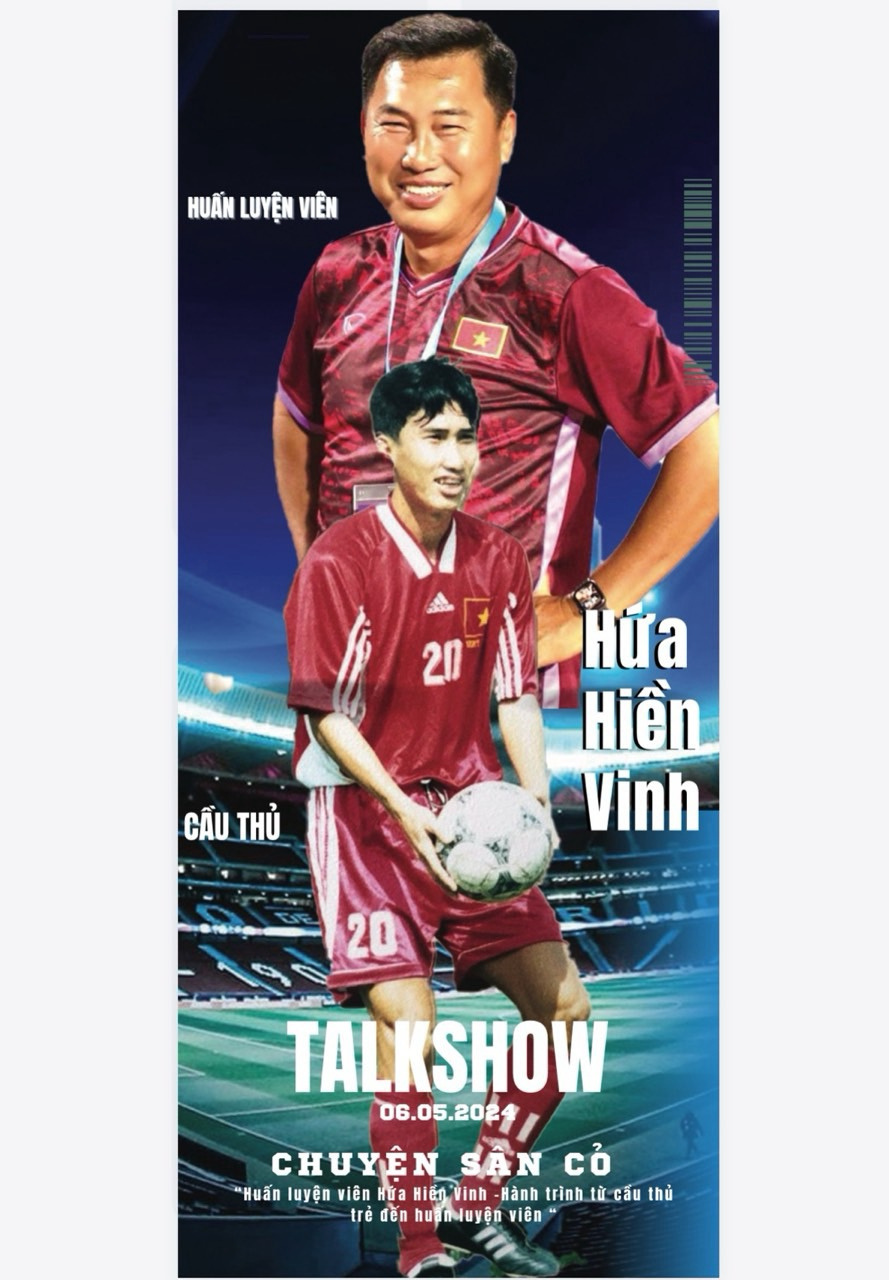 HUẤN LUYỆN VIÊN
adidas
20
Hứa
Hiền
Vinh
CẦU THỦ
20
TALKSHOW
06.05.2024
CHUYỆN SÂN CỎ
“Huấn luyện viên Hứa Hiền Vinh -Hành trình từ cầu thủ
trẻ đến huấn luyện viên “